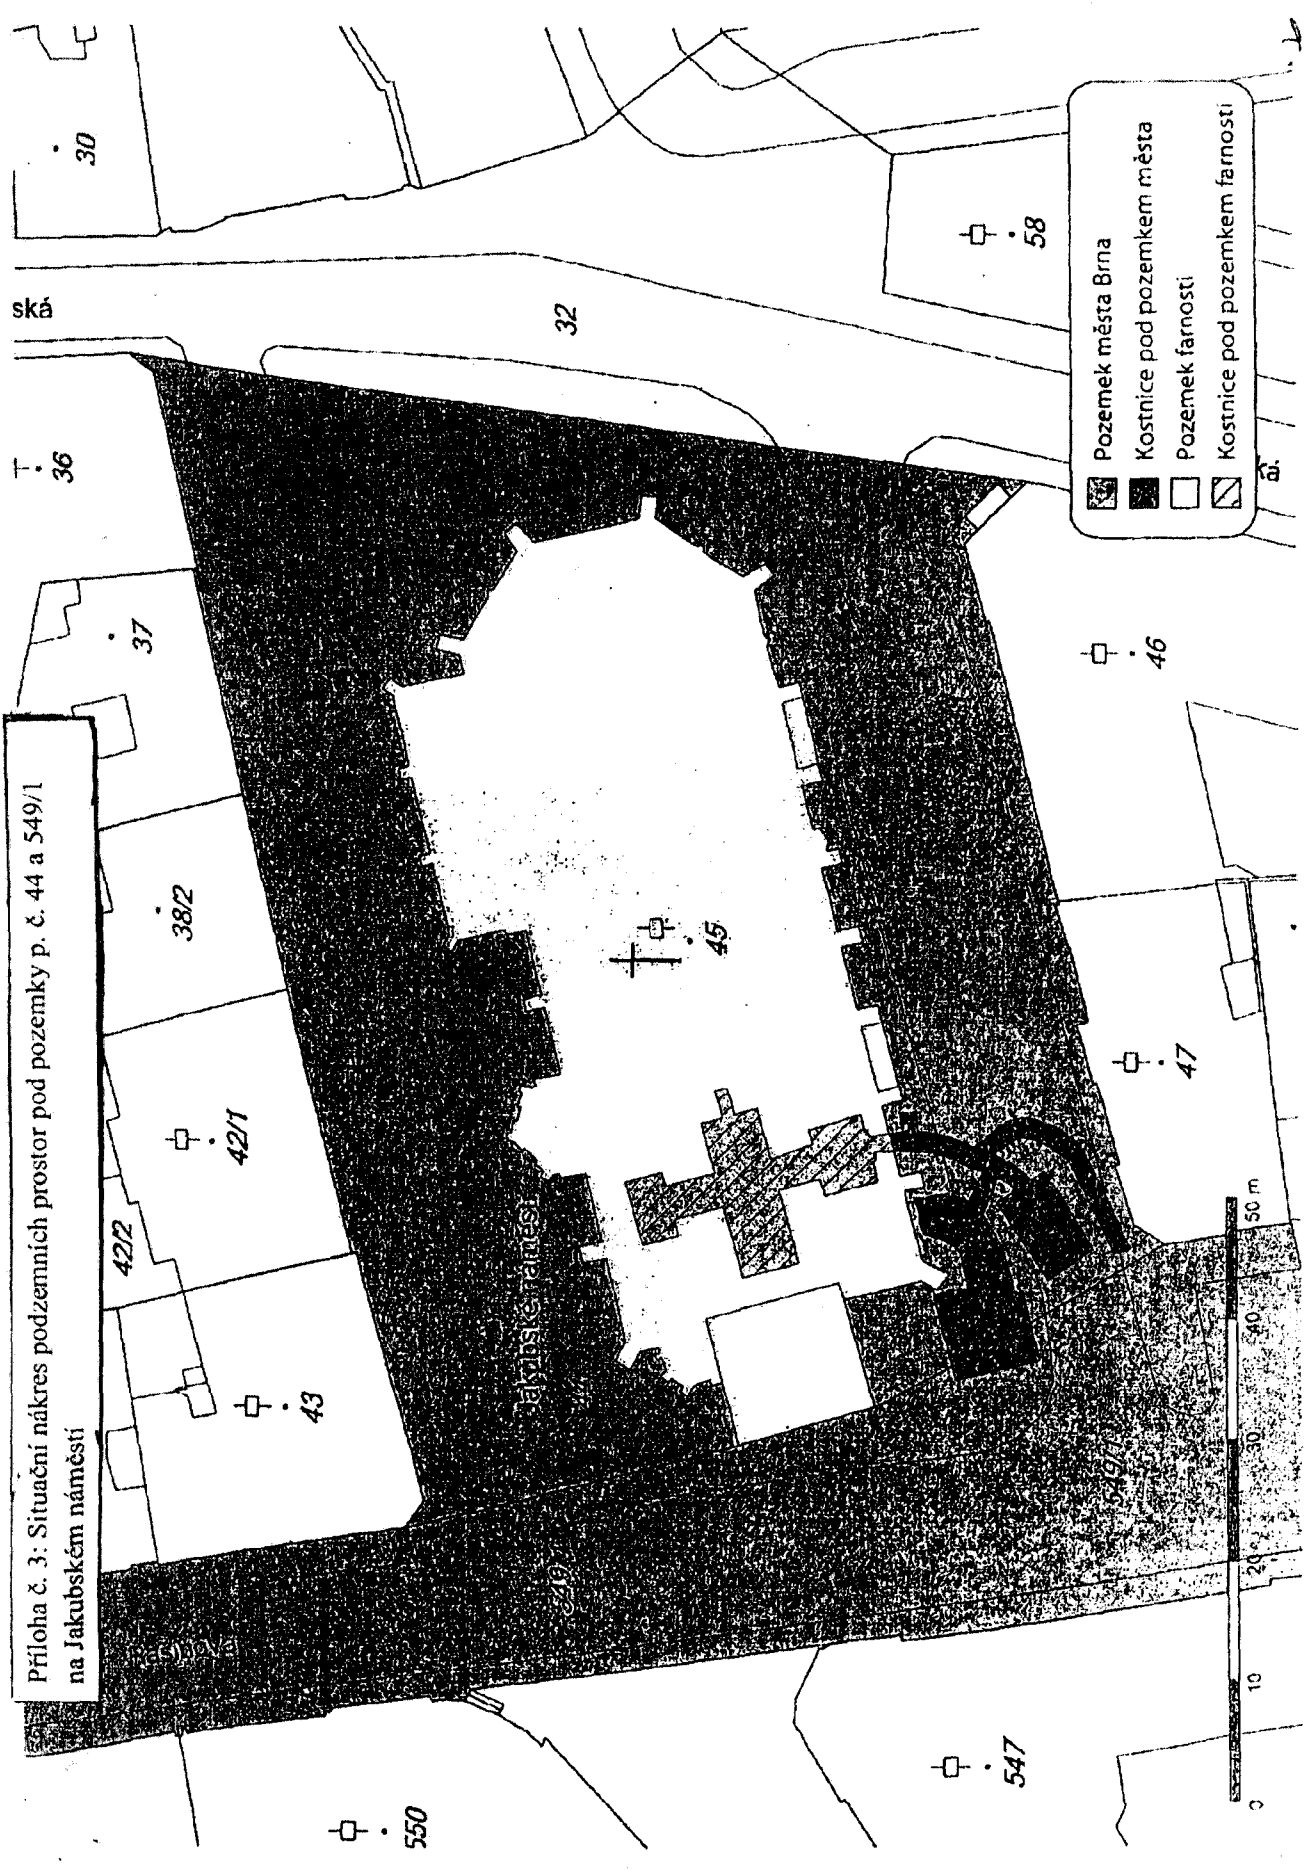 Příloha č. 3: Situační nákres podzemních prostor pod pozemky p. č. 44 a 549/1
na Jakubském náměstí
ská
30
36
37
38/2
42/1
42/2
43
32
58
46
47
45
Jakubské náměstí
549/1
550
547
Pozemek města Brna
Kostnice pod pozemkem města
Pozemek farnosti
Kostnice pod pozemkem farnosti
0 10 20 30 40 50 m